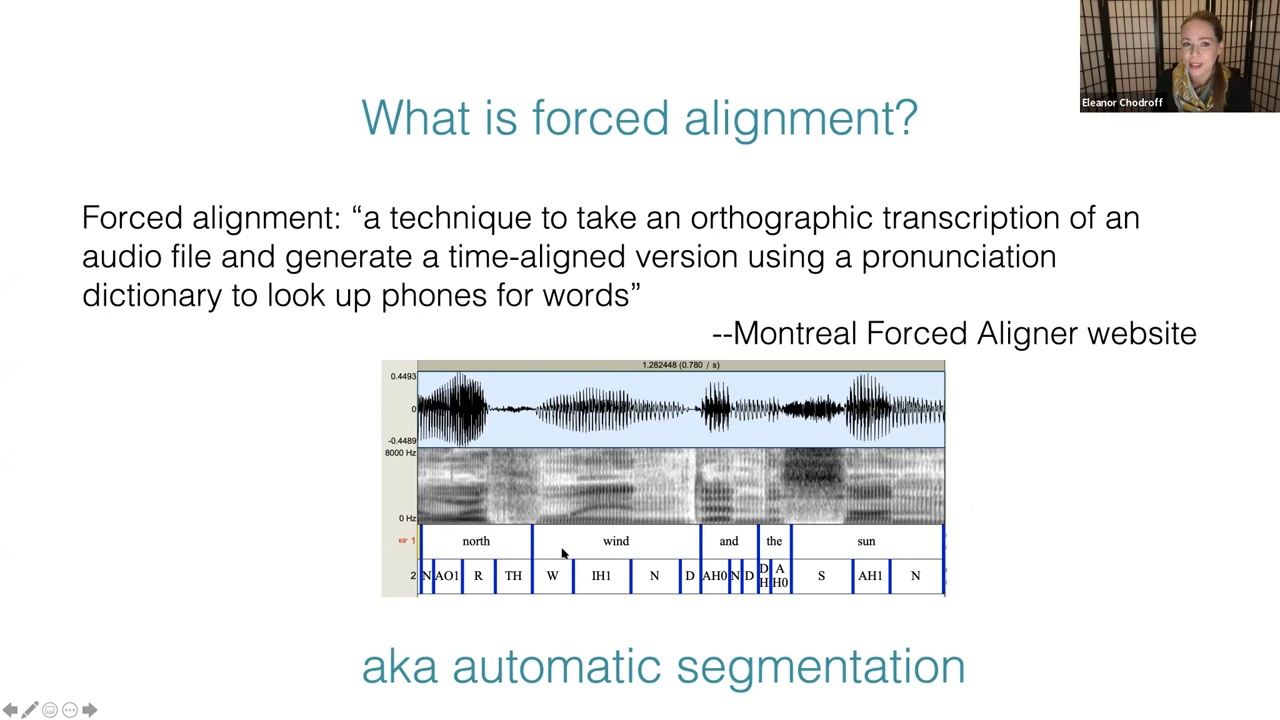 Eleanor Chodroff
What is forced alignment?
Forced alignment: “a technique to take an orthographic transcription of an
audio file and generate a time-aligned version using a pronunciation
dictionary to look up phones for words”
--Montreal Forced Aligner website
1.282448 (0.780 / s)
0.4493
0
-0.4489
8000 Hz
0 Hz
1 north wind and the sun
2 N AO1 R TH W IH1 N D AH0 N D DH AH0 S AH1 N
aka automatic segmentation